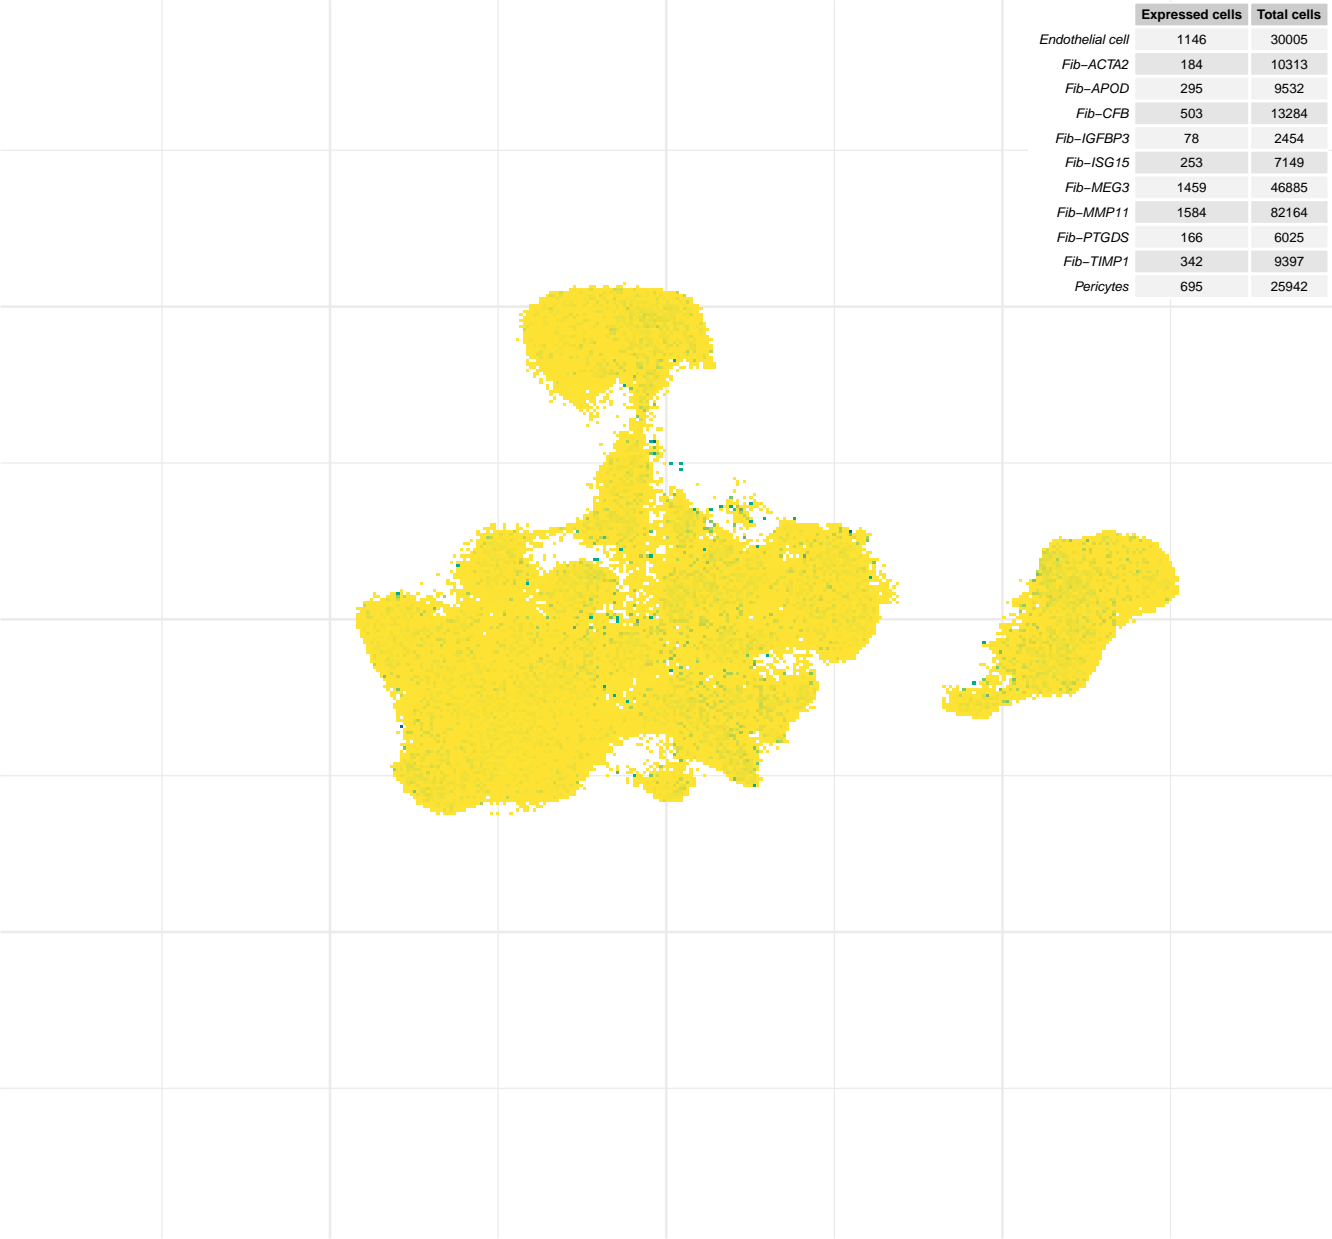 Expressed cells Total cells
Endothelial cell 1146 30005
Fib−ACTA2 184 10313
Fib−APOD 295 9532
Fib−CFB 503 13284
Fib−IGFBP3 78 2454
Fib−ISG15 253 7149
Fib−MEG3 1459 46885
Fib−MMP11 1584 82164
Fib−PTGDS 166 6025
Fib−TIMP1 342 9397
Pericytes 695 25942